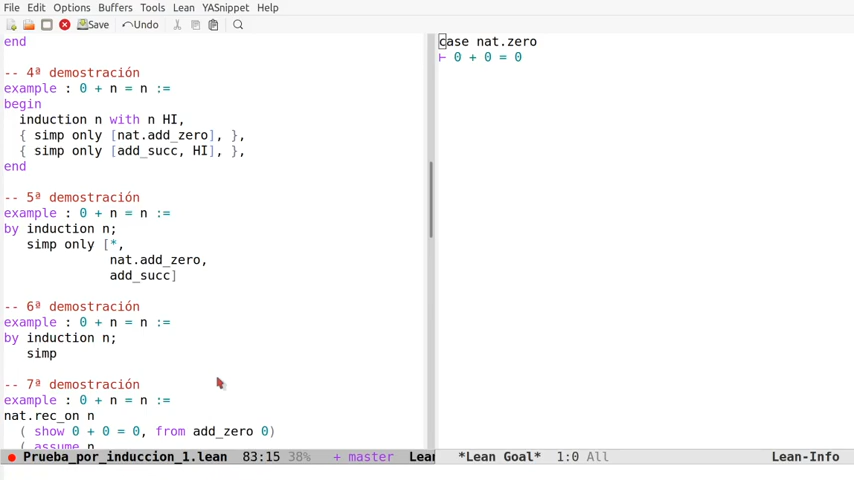 File Edit Options Buffers Tools Lean YASnippet Help
Save Undo
end
-- 4ª demostración
example : 0 + n = n :=
begin
  induction n with n HI,
  { simp only [nat.add_zero], },
  { simp only [add_succ, HI], },
end
-- 5ª demostración
example : 0 + n = n :=
by induction n;
   simp only [*,
              nat.add_zero,
              add_succ]
-- 6ª demostración
example : 0 + n = n :=
by induction n;
   simp
-- 7ª demostración
example : 0 + n = n :=
nat.rec_on n
  ( show 0 + 0 = 0, from add_zero 0)
  ( assume n
Prueba_por_induccion_1.lean 83:15 38% + master Lean
case nat.zero
⊢ 0 + 0 = 0
*Lean Goal* 1:0 All Lean-Info